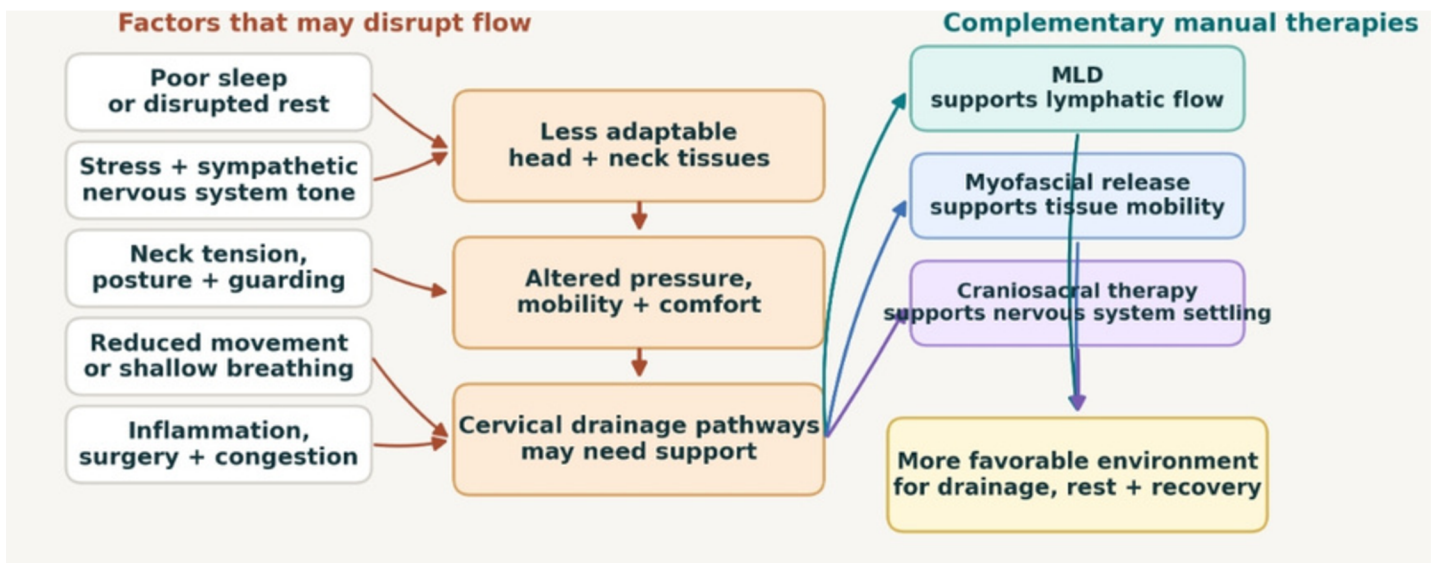 Factors that may disrupt flow
Complementary manual therapies
Poor sleep
or disrupted rest
Stress + sympathetic
nervous system tone
Neck tension,
posture + guarding
Reduced movement
or shallow breathing
Inflammation,
surgery + congestion
Less adaptable
head + neck tissues
Altered pressure,
mobility + comfort
Cervical drainage pathways
may need support
MLD
supports lymphatic flow
Myofascial release
supports tissue mobility
Craniosacral therapy
supports nervous system settling
More favorable environment
for drainage, rest + recovery